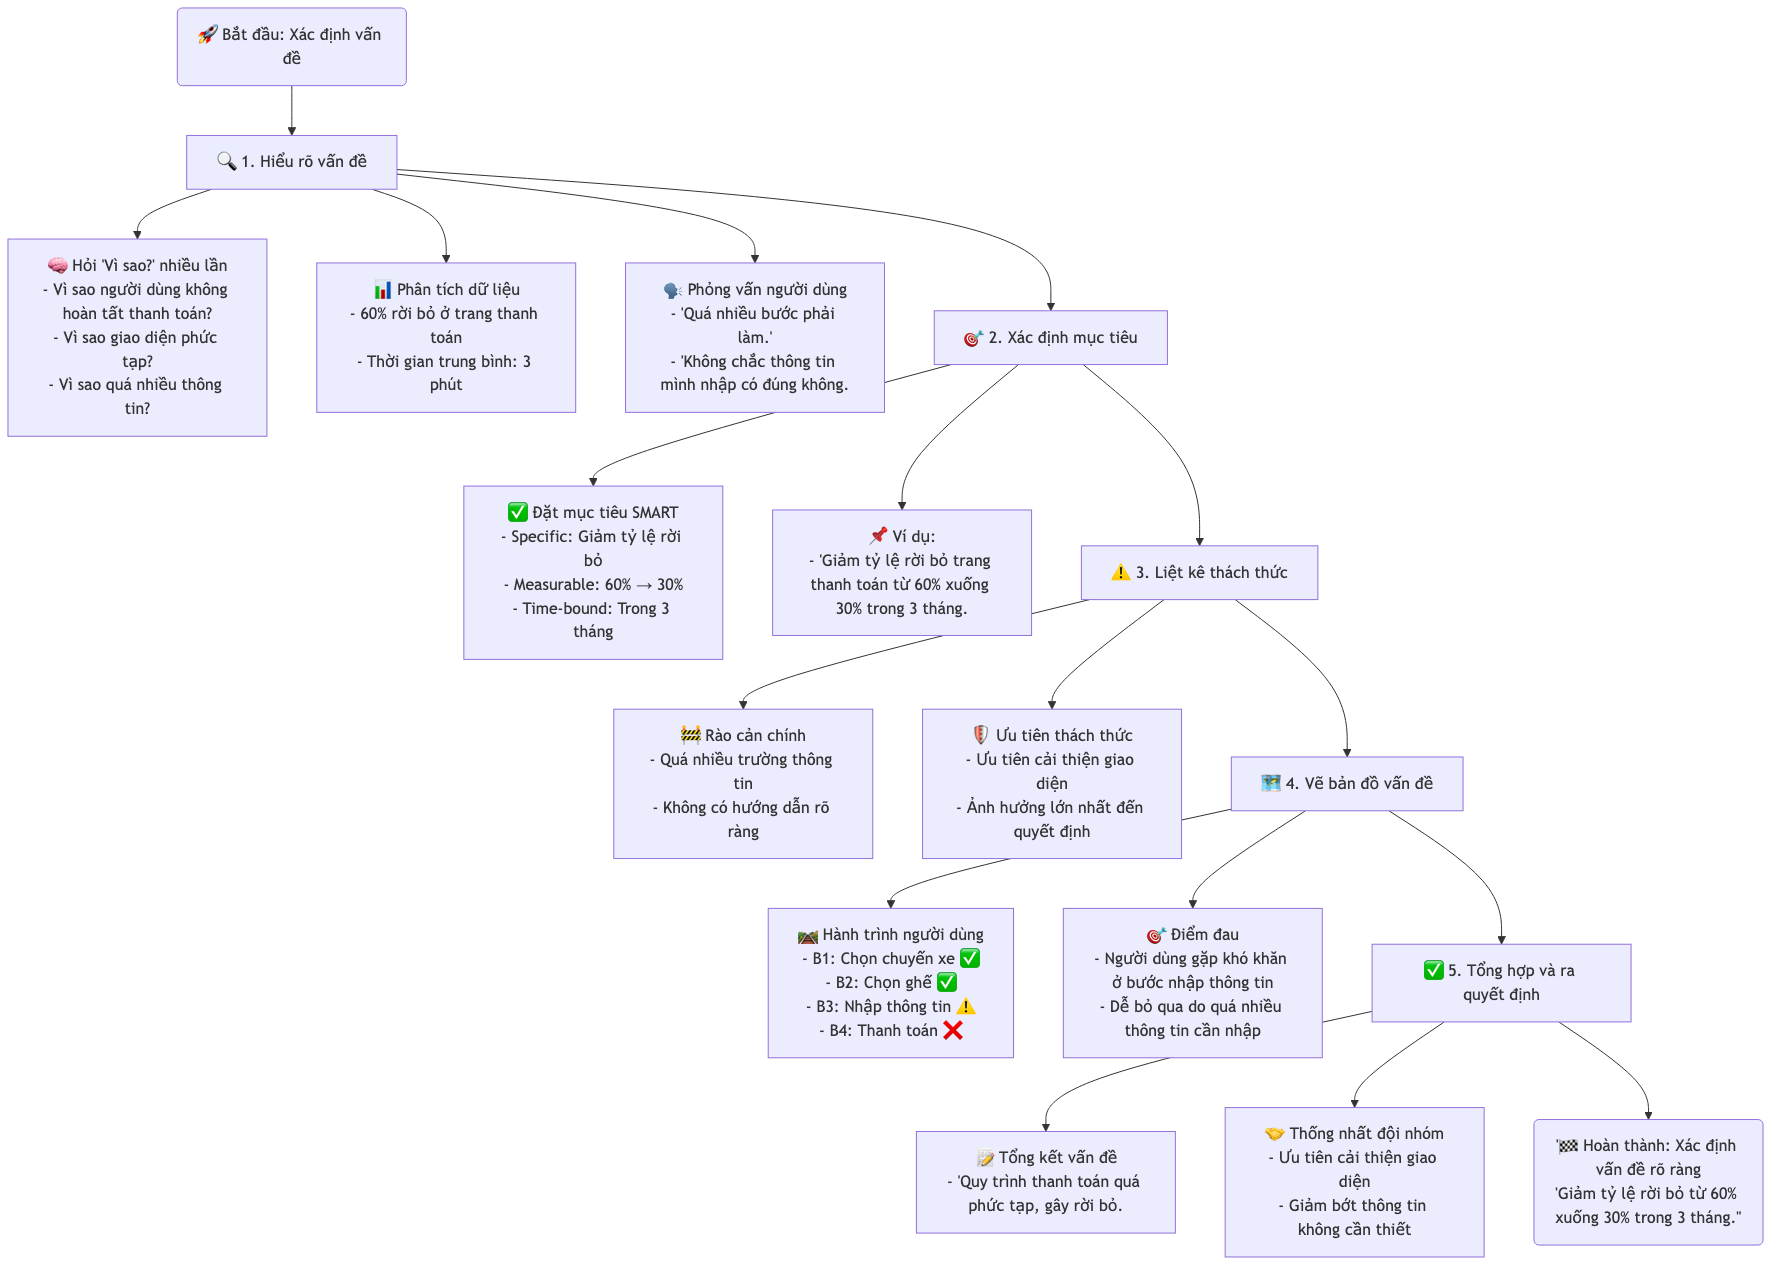 🚀 Bắt đầu: Xác định vấn
đề
🔍 1. Hiểu rõ vấn đề
🧠 Hỏi 'Vì sao?' nhiều lần
- Vì sao người dùng không
hoàn tất thanh toán?
- Vì sao giao diện phức
tạp?
- Vì sao quá nhiều thông
tin?
📊 Phân tích dữ liệu
- 60% rời bỏ ở trang thanh
toán
- Thời gian trung bình: 3
phút
🗣️ Phỏng vấn người dùng
- 'Quá nhiều bước phải
làm.'
- 'Không chắc thông tin
mình nhập có đúng không.
🎯 2. Xác định mục tiêu
✅ Đặt mục tiêu SMART
- Specific: Giảm tỷ lệ rời
bỏ
- Measurable: 60% → 30%
- Time-bound: Trong 3
tháng
📌 Ví dụ:
- 'Giảm tỷ lệ rời bỏ trang
thanh toán từ 60% xuống
30% trong 3 tháng.
⚠️ 3. Liệt kê thách thức
🚧 Rào cản chính
- Quá nhiều trường thông
tin
- Không có hướng dẫn rõ
ràng
🛡️ Ưu tiên thách thức
- Ưu tiên cải thiện giao
diện
- Ảnh hưởng lớn nhất đến
quyết định
🗺️ 4. Vẽ bản đồ vấn đề
🛤️ Hành trình người dùng
- B1: Chọn chuyến xe ✅
- B2: Chọn ghế ✅
- B3: Nhập thông tin ⚠️
- B4: Thanh toán ❌
🎯 Điểm đau
- Người dùng gặp khó khăn
ở bước nhập thông tin
- Dễ bỏ qua do quá nhiều
thông tin cần nhập
✅ 5. Tổng hợp và ra
quyết định
📝 Tổng kết vấn đề
- 'Quy trình thanh toán quá
phức tạp, gây rời bỏ.
🤝 Thống nhất đội nhóm
- Ưu tiên cải thiện giao
diện
- Giảm bớt thông tin
không cần thiết
'🏁 Hoàn thành: Xác định
vấn đề rõ ràng
'Giảm tỷ lệ rời bỏ từ 60%
xuống 30% trong 3 tháng."